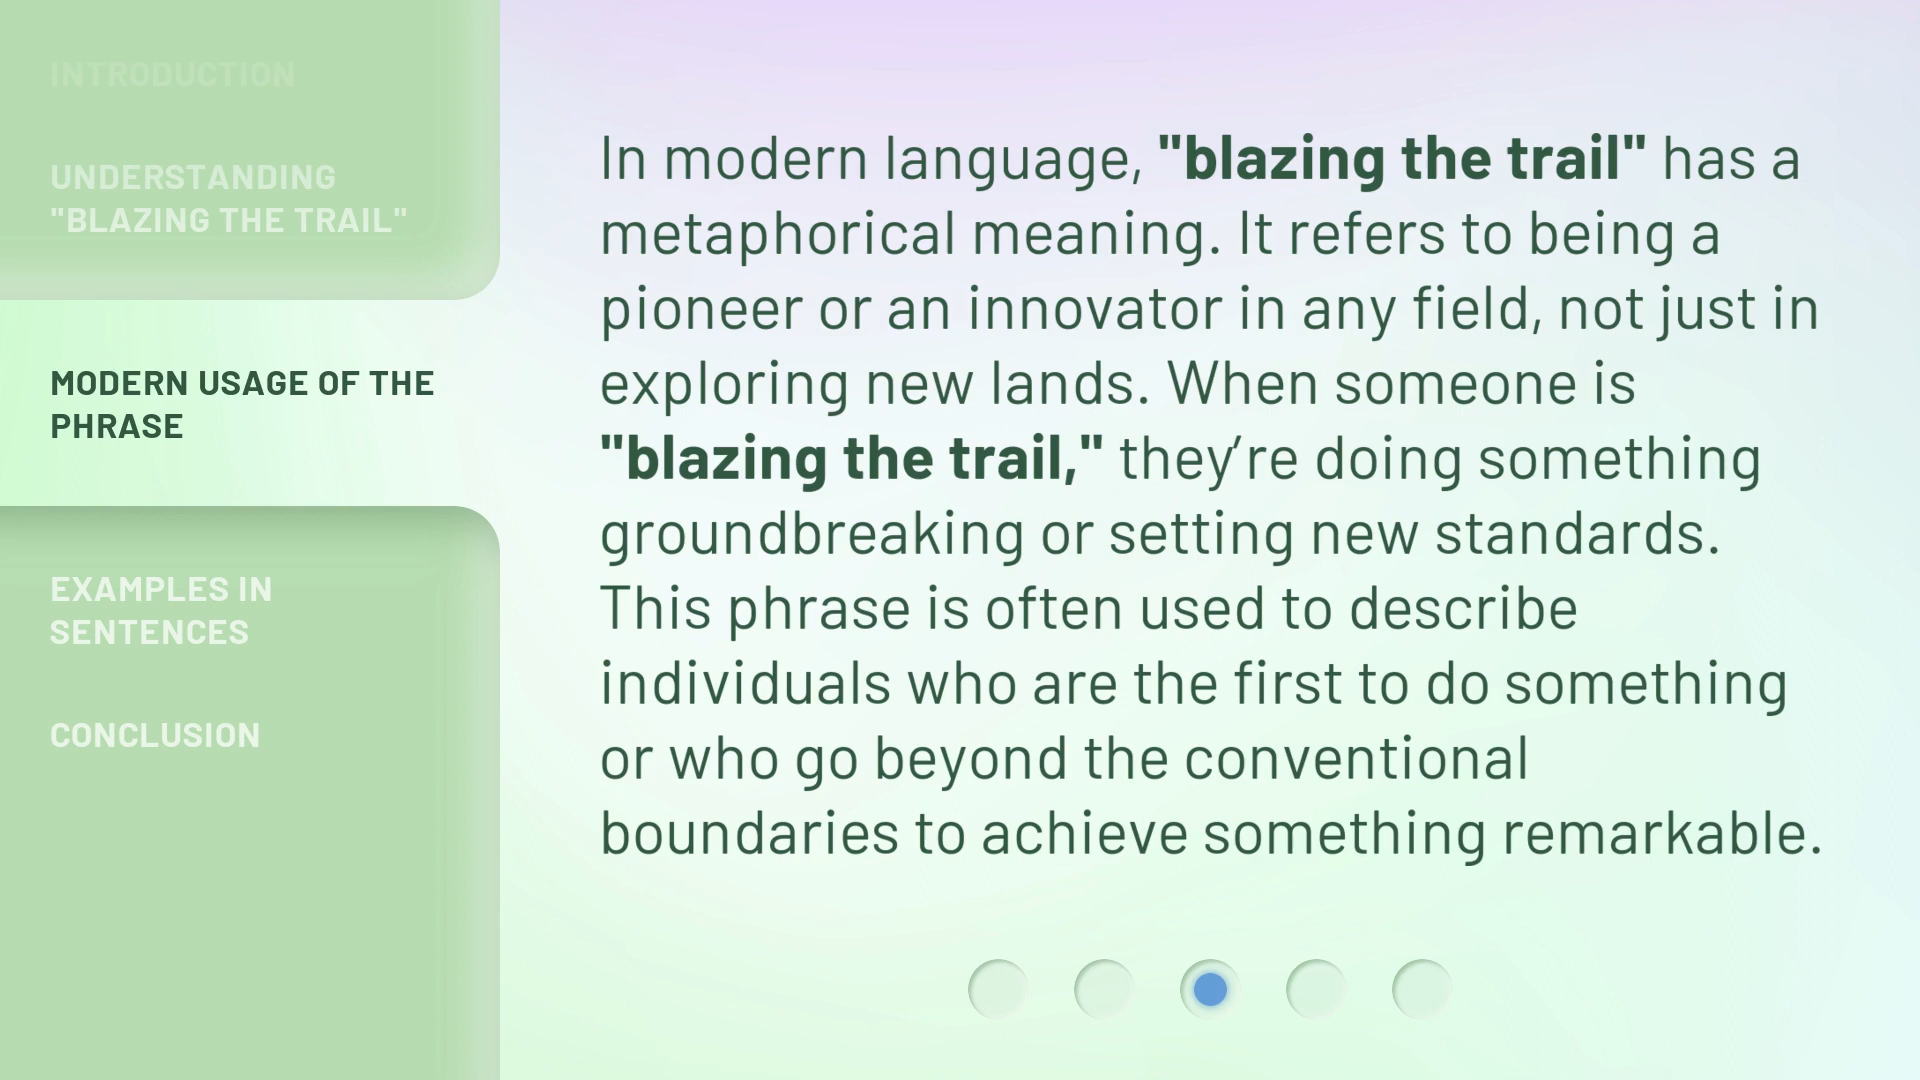 INTRODUCTION
UNDERSTANDING
"BLAZING THE TRAIL"
MODERN USAGE OF THE
PHRASE
EXAMPLES IN
SENTENCES
CONCLUSION
In modern language, "blazing the trail" has a
metaphorical meaning. It refers to being a
pioneer or an innovator in any field, not just in
exploring new lands. When someone is
"blazing the trail," they’re doing something
groundbreaking or setting new standards.
This phrase is often used to describe
individuals who are the first to do something
or who go beyond the conventional
boundaries to achieve something remarkable.